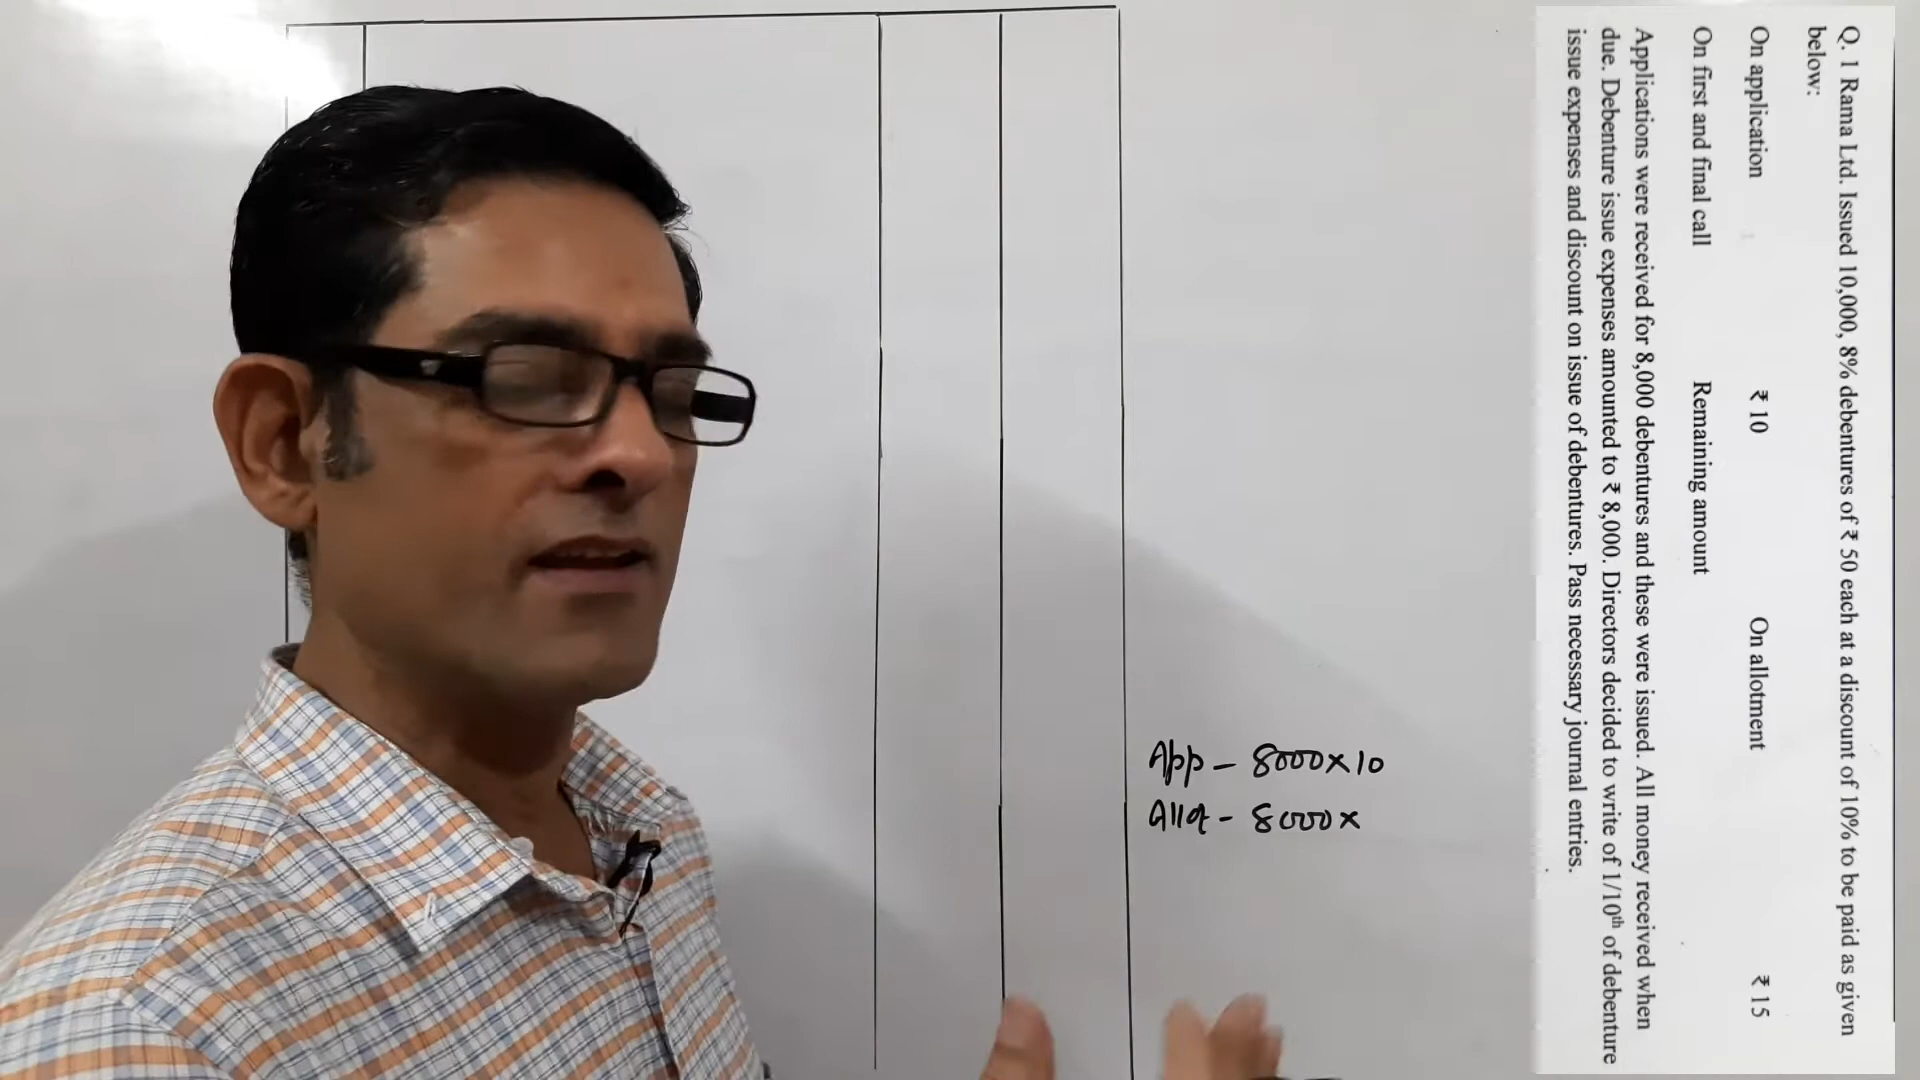 Q. 1 Rama Ltd. Issued 10,000, 8% debentures of ₹ 50 each at a discount of 10% to be paid as given
below:
On application ₹ 10 On allotment ₹ 15
On first and final call Remaining amount
Applications were received for 8,000 debentures and these were issued. All money received when
due. Debenture issue expenses amounted to ₹ 8,000. Directors decided to write of 1/10th of debenture
issue expenses and discount on issue of debentures. Pass necessary journal entries.
App - 8000 x 10
Allot - 8000 x